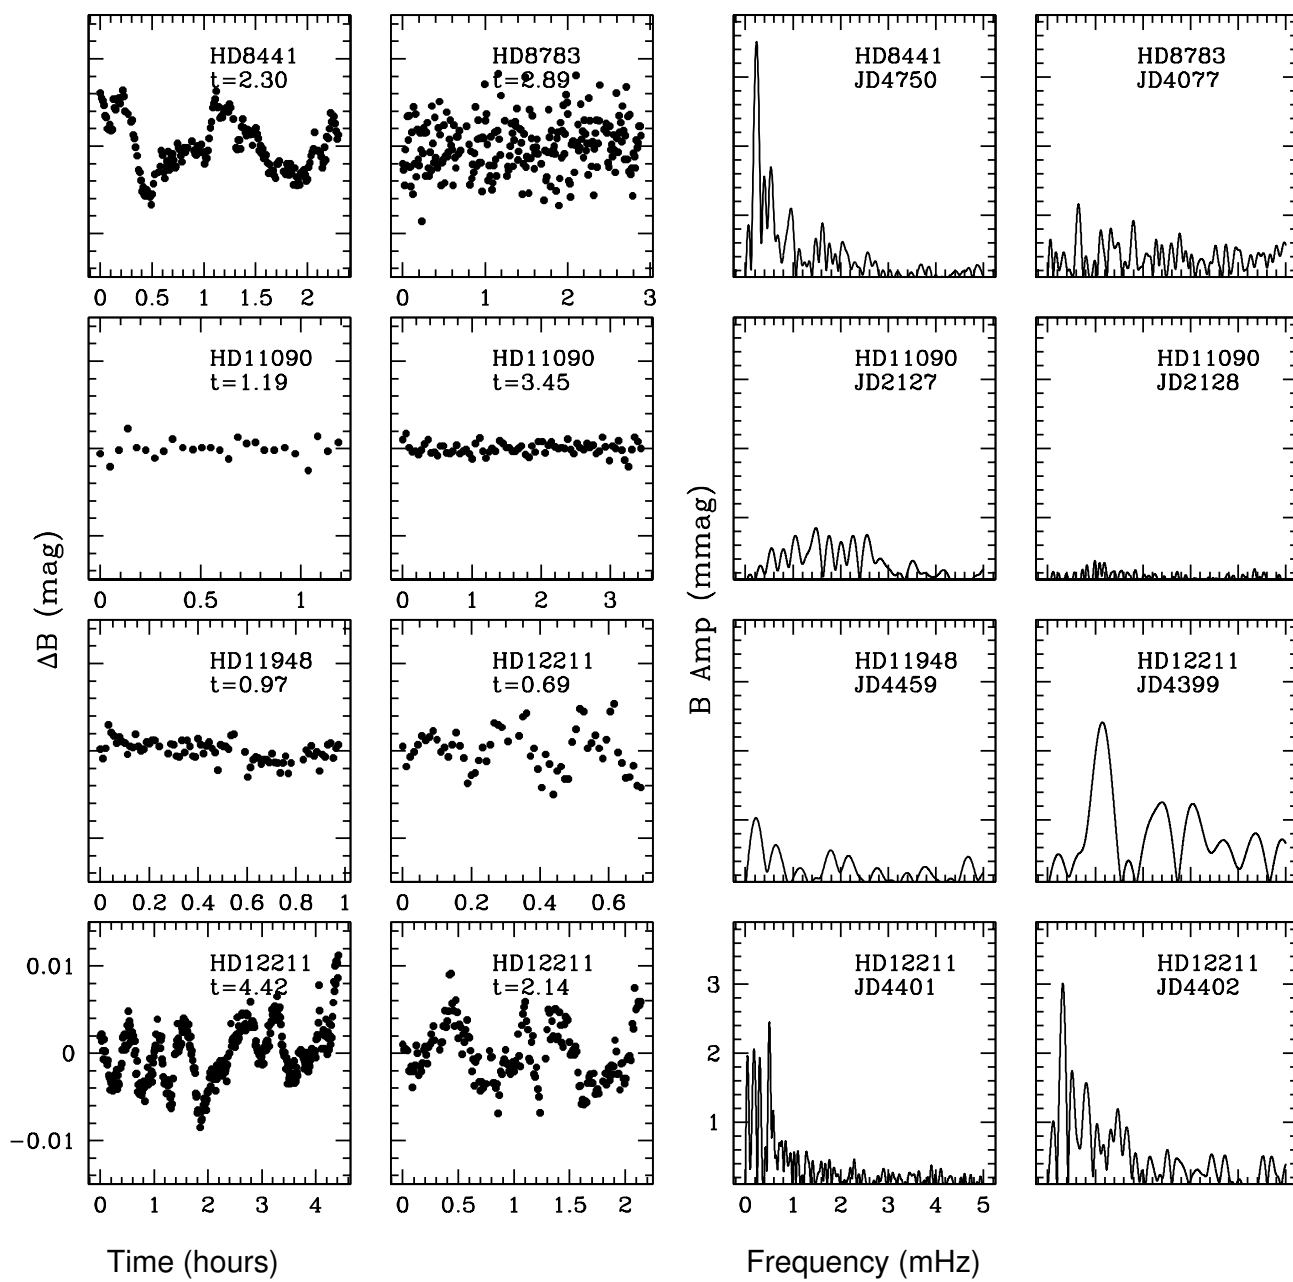 HD8441
t=2.30
0 0.5 1 1.5 2
HD8783
t=2.89
0 1 2 3
HD8441
JD4750
HD8783
JD4077
HD11090
t=1.19
0 0.5 1
HD11090
t=3.45
0 1 2 3
HD11090
JD2127
HD11090
JD2128
ΔB (mag)
B Amp (mmag)
HD11948
t=0.97
0 0.2 0.4 0.6 0.8 1
HD12211
t=0.69
0 0.2 0.4 0.6
HD11948
JD4459
HD12211
JD4399
HD12211
t=4.42
0.01
0
−0.01
0 1 2 3 4
HD12211
t=2.14
0 0.5 1 1.5 2
HD12211
JD4401
3
2
1
0 1 2 3 4 5
HD12211
JD4402
Time (hours)
Frequency (mHz)